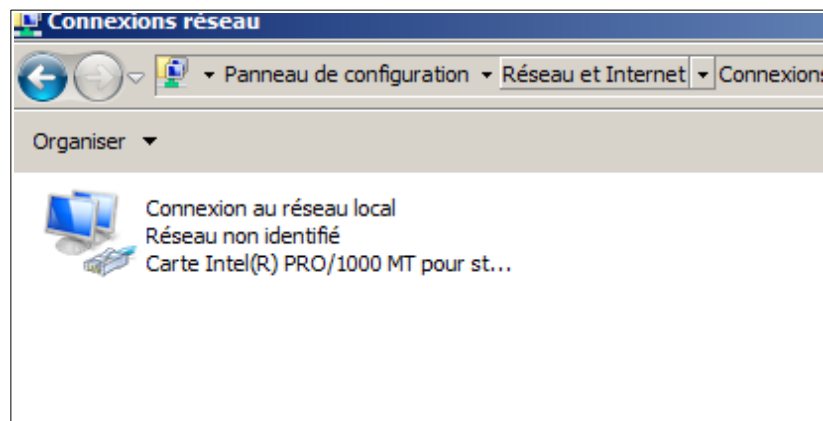 Connexions réseau
Panneau de configuration Réseau et Internet Connexions
Organiser
Connexion au réseau local
Réseau non identifié
Carte Intel(R) PRO/1000 MT pour st...